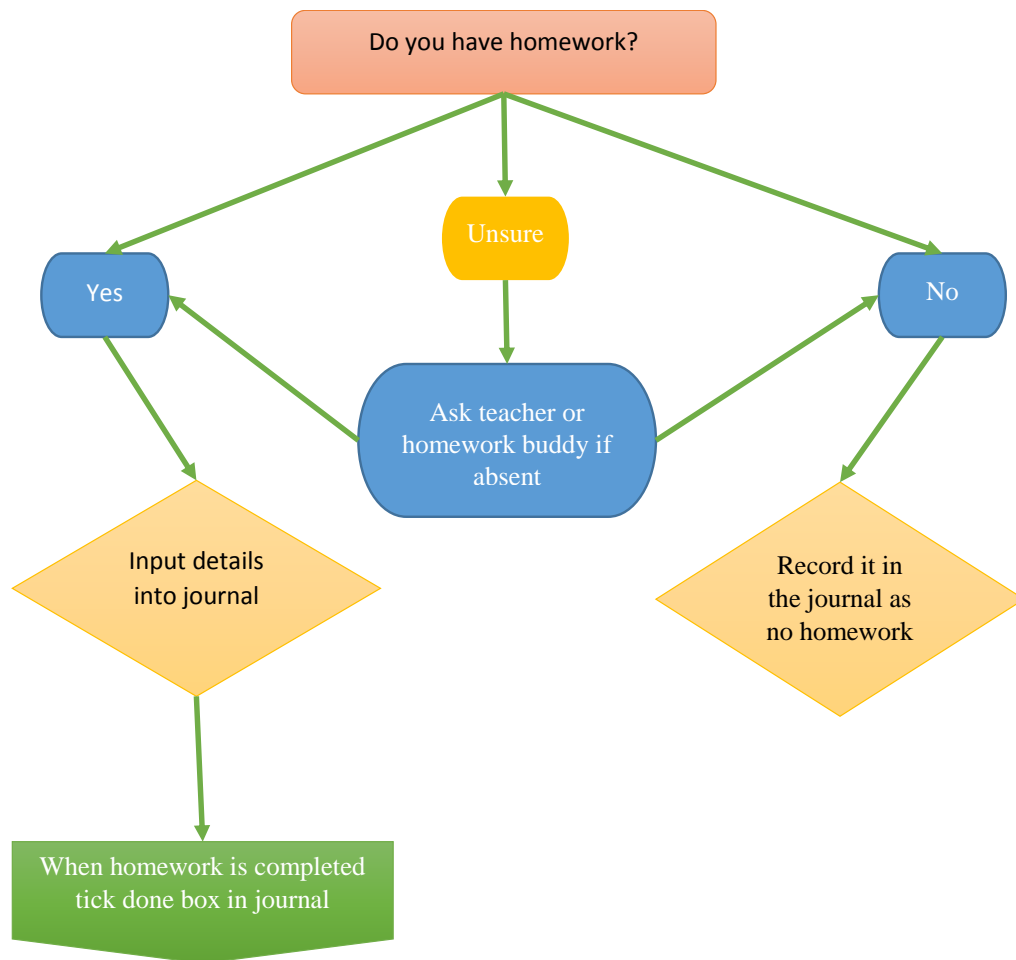 Do you have homework?
Unsure
Yes
No
Ask teacher or
homework buddy if
absent
Input details
into journal
Record it in
the journal as
no homework
When homework is completed
tick done box in journal